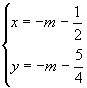 x = −m − 1/2
y = −m − 5/4